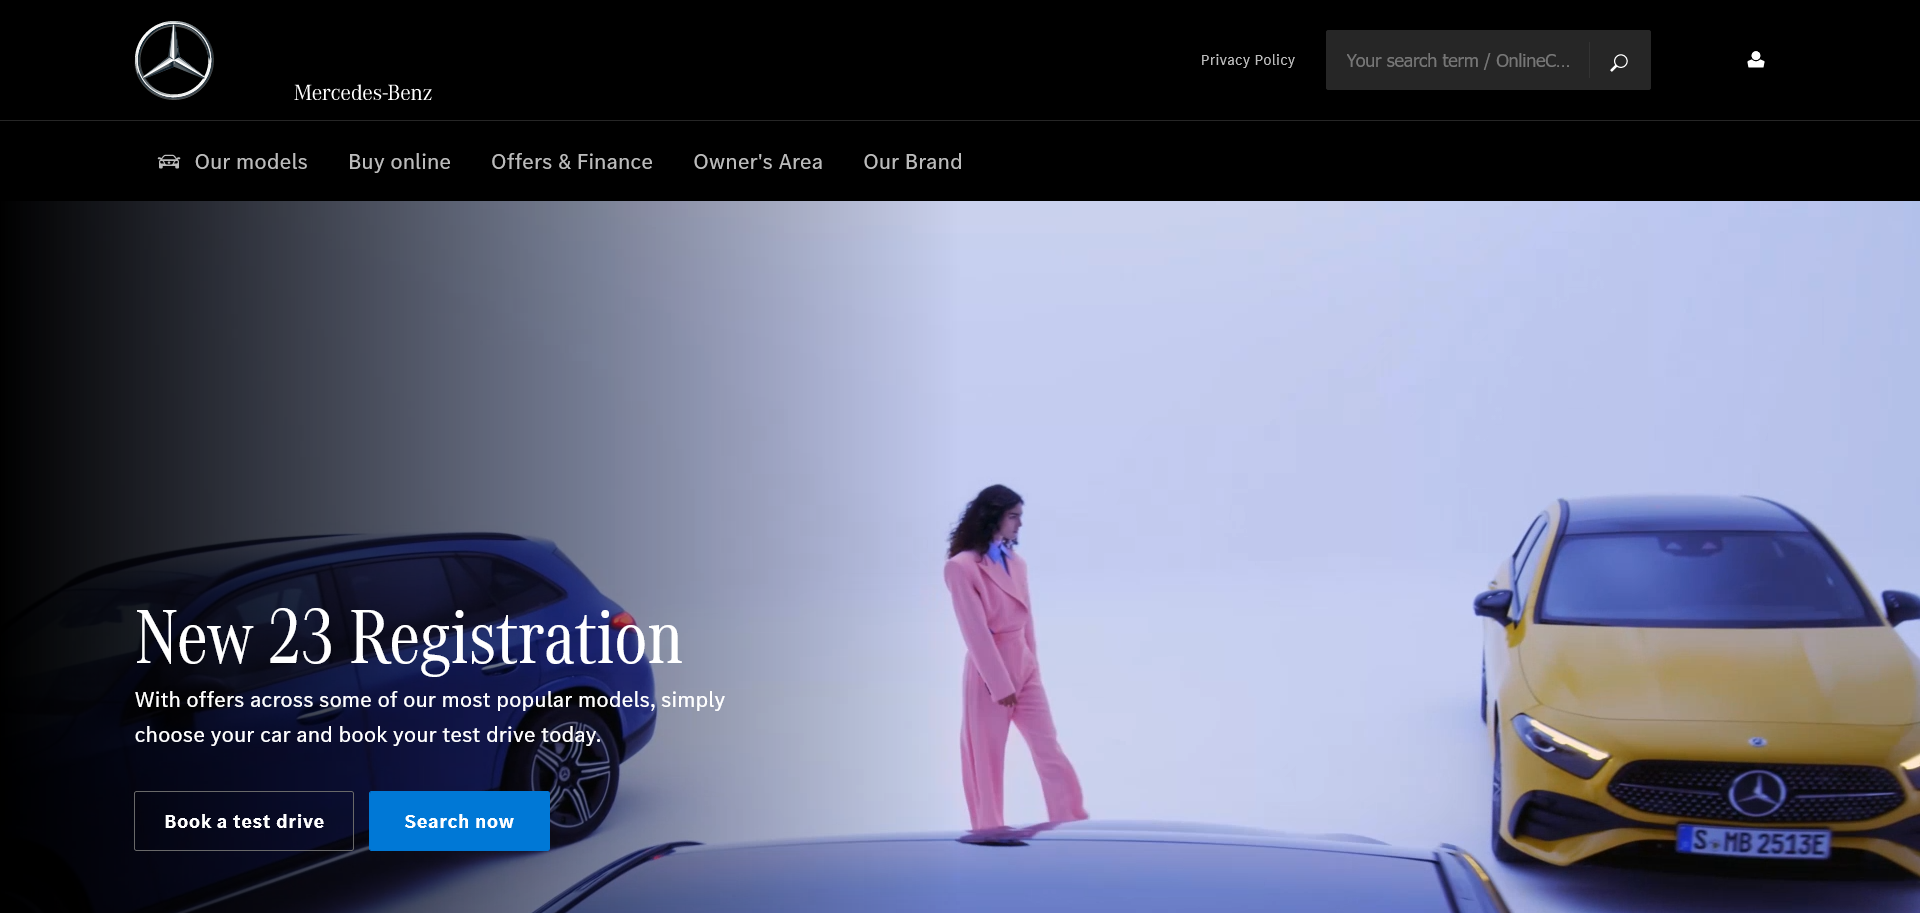 Mercedes-Benz
Privacy Policy
Your search term / OnlineC...
Our models
Buy online
Offers & Finance
Owner's Area
Our Brand
New 23 Registration
With offers across some of our most popular models, simply
choose your car and book your test drive today.
Book a test drive
Search now
S MB 2513E